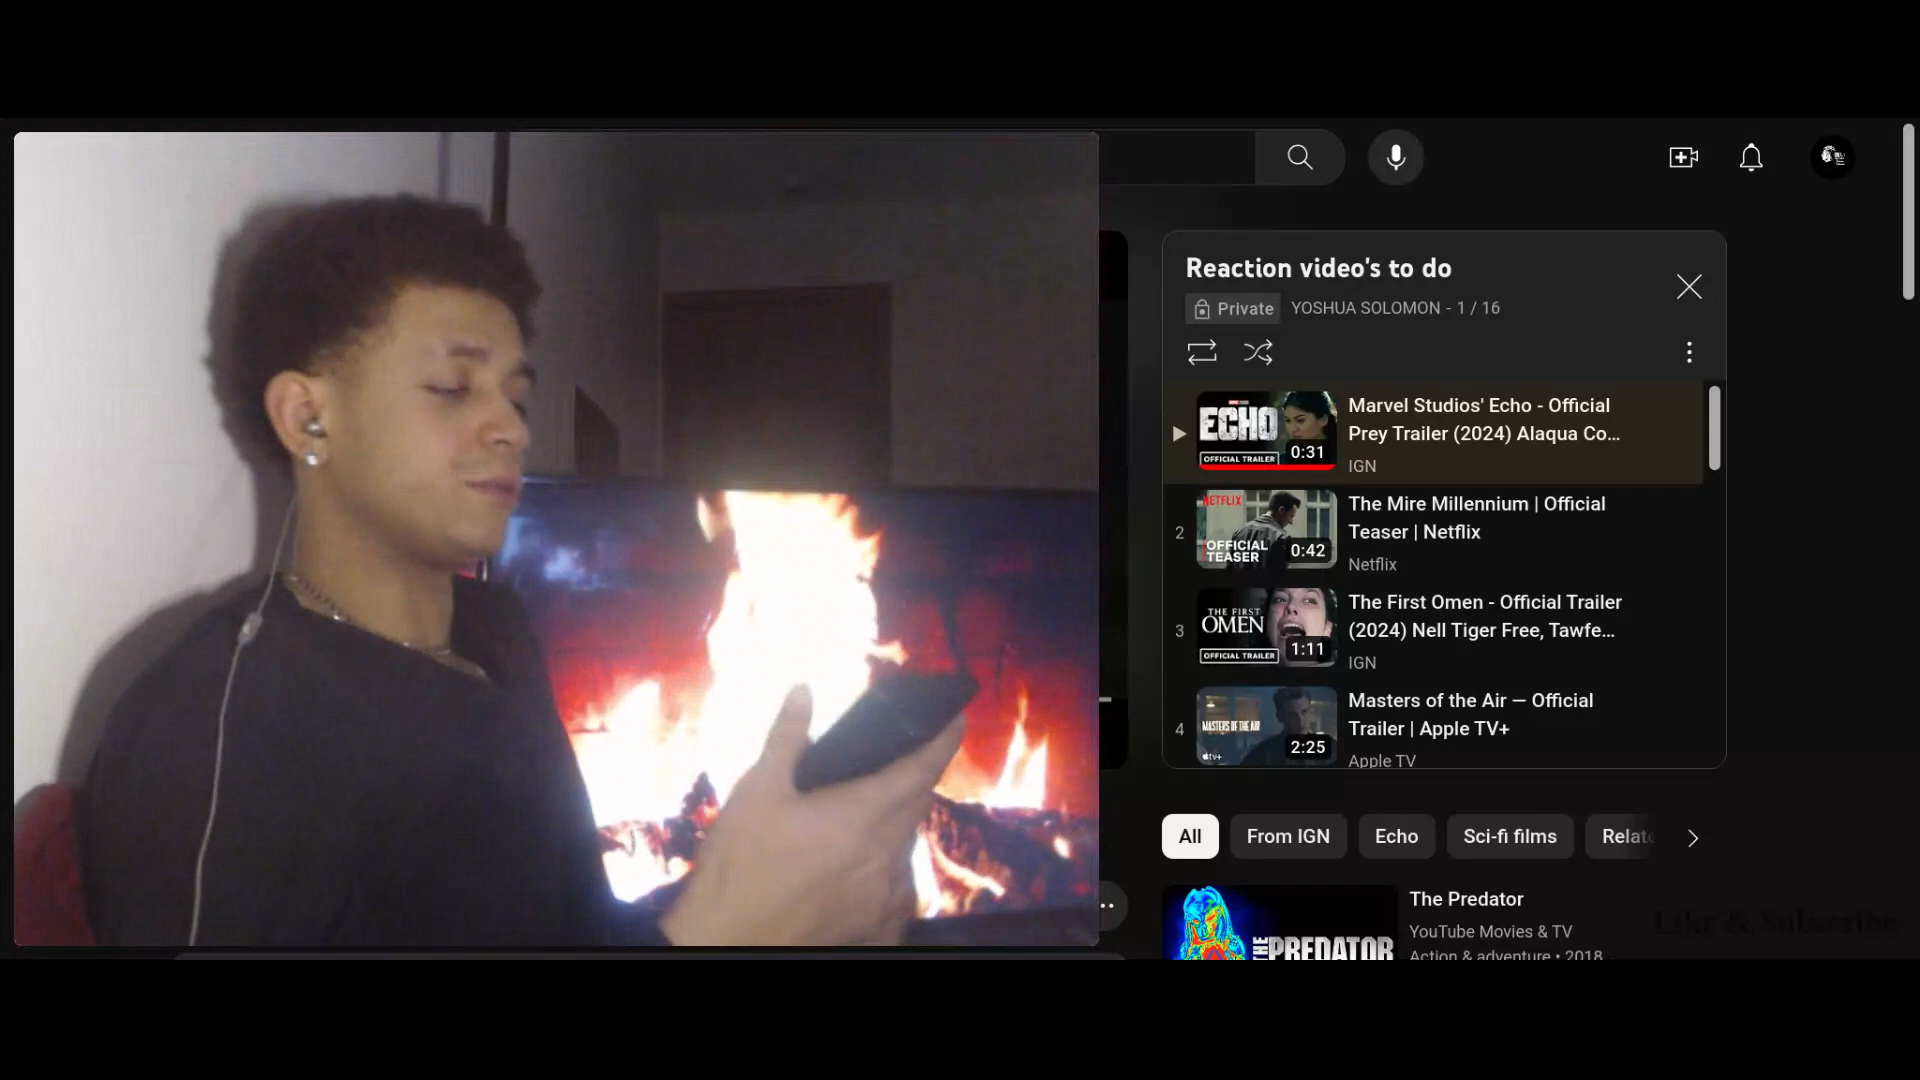 Reaction video's to do
Private YOSHUA SOLOMON - 1 / 16
ECHO
OFFICIAL TRAILER
0:31
Marvel Studios' Echo - Official
Prey Trailer (2024) Alaqua Co...
IGN
2
NETFLIX
OFFICIAL
TEASER
0:42
The Mire Millennium | Official
Teaser | Netflix
Netflix
3
THE FIRST
OMEN
OFFICIAL TRAILER
1:11
The First Omen - Official Trailer
(2024) Nell Tiger Free, Tawfe...
IGN
4
MASTERS OF THE AIR
tv+
2:25
Masters of the Air — Official
Trailer | Apple TV+
Apple TV
All From IGN Echo Sci-fi films Relate
THE PREDATOR
The Predator
YouTube Movies & TV
Action & adventure • 2018
Like & Subscribe